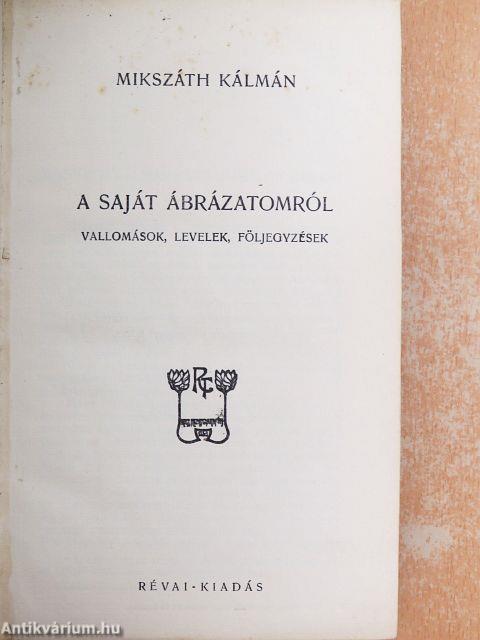 MIKSZÁTH KÁLMÁN
A SAJÁT ÁBRÁZATOMRÓL
VALLOMÁSOK, LEVELEK, FÖLJEGYZÉSEK
RÉVAI-KIADÁS
Antikvárium.hu